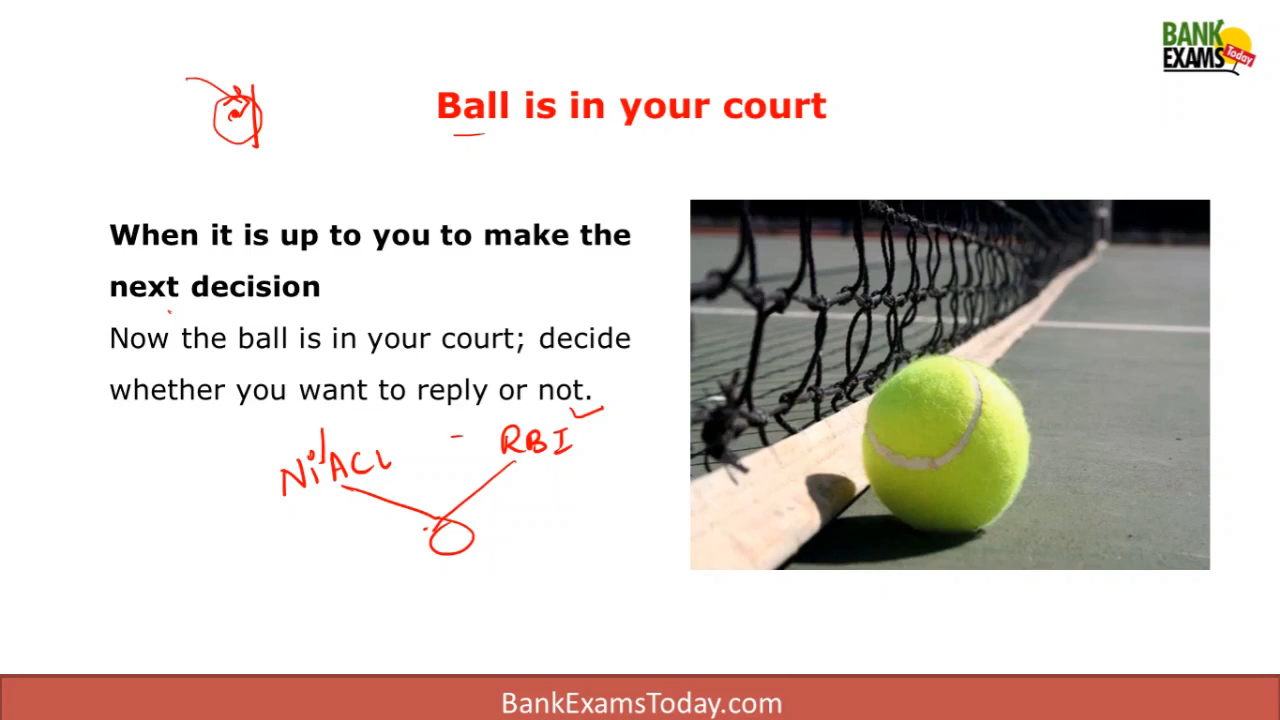 BANK
EXAMS Today
Ball is in your court
When it is up to you to make the
next decision
Now the ball is in your court; decide
whether you want to reply or not.
NiACL - RBI
BankExamsToday.com